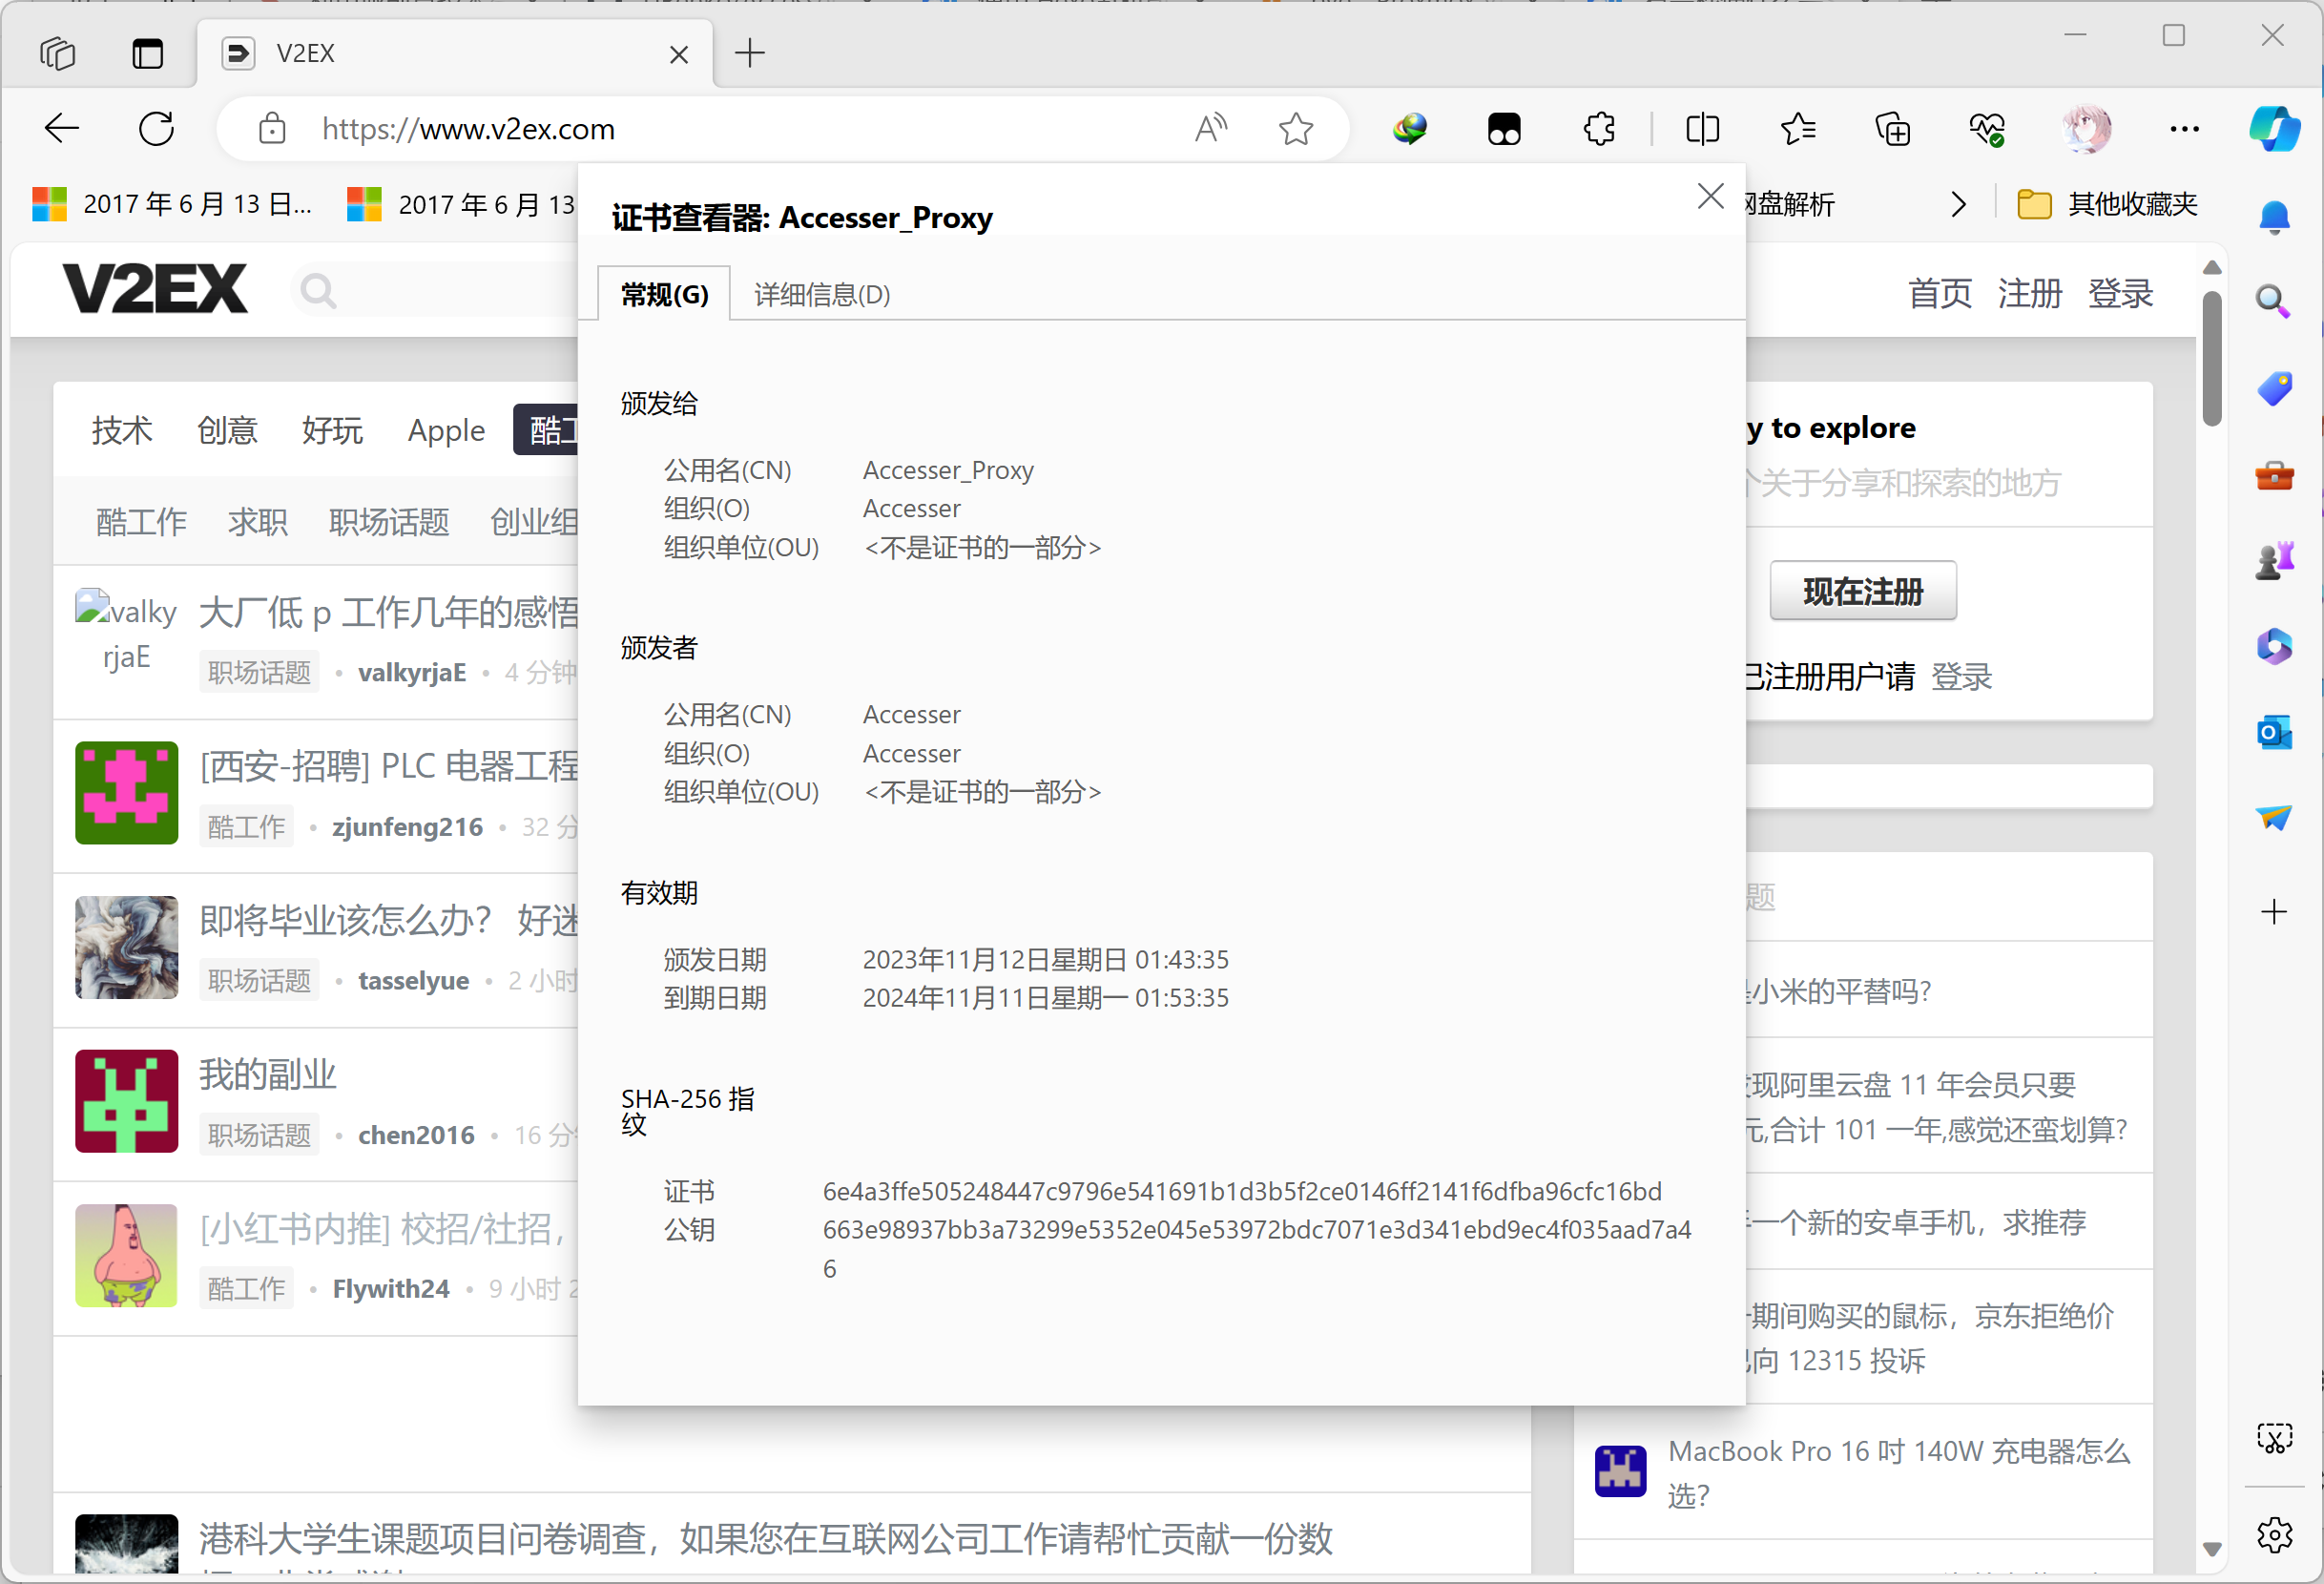 V2EX
https://www.v2ex.com
2017 年 6 月 13 日...
2017 年 6 月 13
网盘解析
其他收藏夹
V2EX
首页 注册 登录
证书查看器: Accesser_Proxy
常规(G)
详细信息(D)
颁发给
公用名(CN) Accesser_Proxy
组织(O) Accesser
组织单位(OU) <不是证书的一部分>
颁发者
公用名(CN) Accesser
组织(O) Accesser
组织单位(OU) <不是证书的一部分>
有效期
颁发日期 2023年11月12日星期日 01:43:35
到期日期 2024年11月11日星期一 01:53:35
SHA-256 指
纹
证书 6e4a3ffe505248447c9796e541691b1d3b5f2ce0146ff2141f6dfba96cfc16bd
公钥 663e98937bb3a73299e5352e045e53972bdc7071e3d341ebd9ec4f035aad7a4
6
技术 创意 好玩 Apple 酷工
酷工作 求职 职场话题 创业组
valky
rjaE
大厂低 p 工作几年的感悟
职场话题 • valkyrjaE • 4 分钟
[西安-招聘] PLC 电器工程
酷工作 • zjunfeng216 • 32 分
即将毕业该怎么办？ 好迷
职场话题 • tasselyue • 2 小时
我的副业
职场话题 • chen2016 • 16 分
[小红书内推] 校招/社招，
酷工作 • Flywith24 • 9 小时 2
港科大学生课题项目问卷调查，如果您在互联网公司工作请帮忙贡献一份数
y to explore
关于分享和探索的地方
现在注册
已注册用户请 登录
题
小米的平替吗?
现阿里云盘 11 年会员只要
元,合计 101 一年,感觉还蛮划算?
一个新的安卓手机，求推荐
期间购买的鼠标，京东拒绝价
向 12315 投诉
MacBook Pro 16 吋 140W 充电器怎么
选?